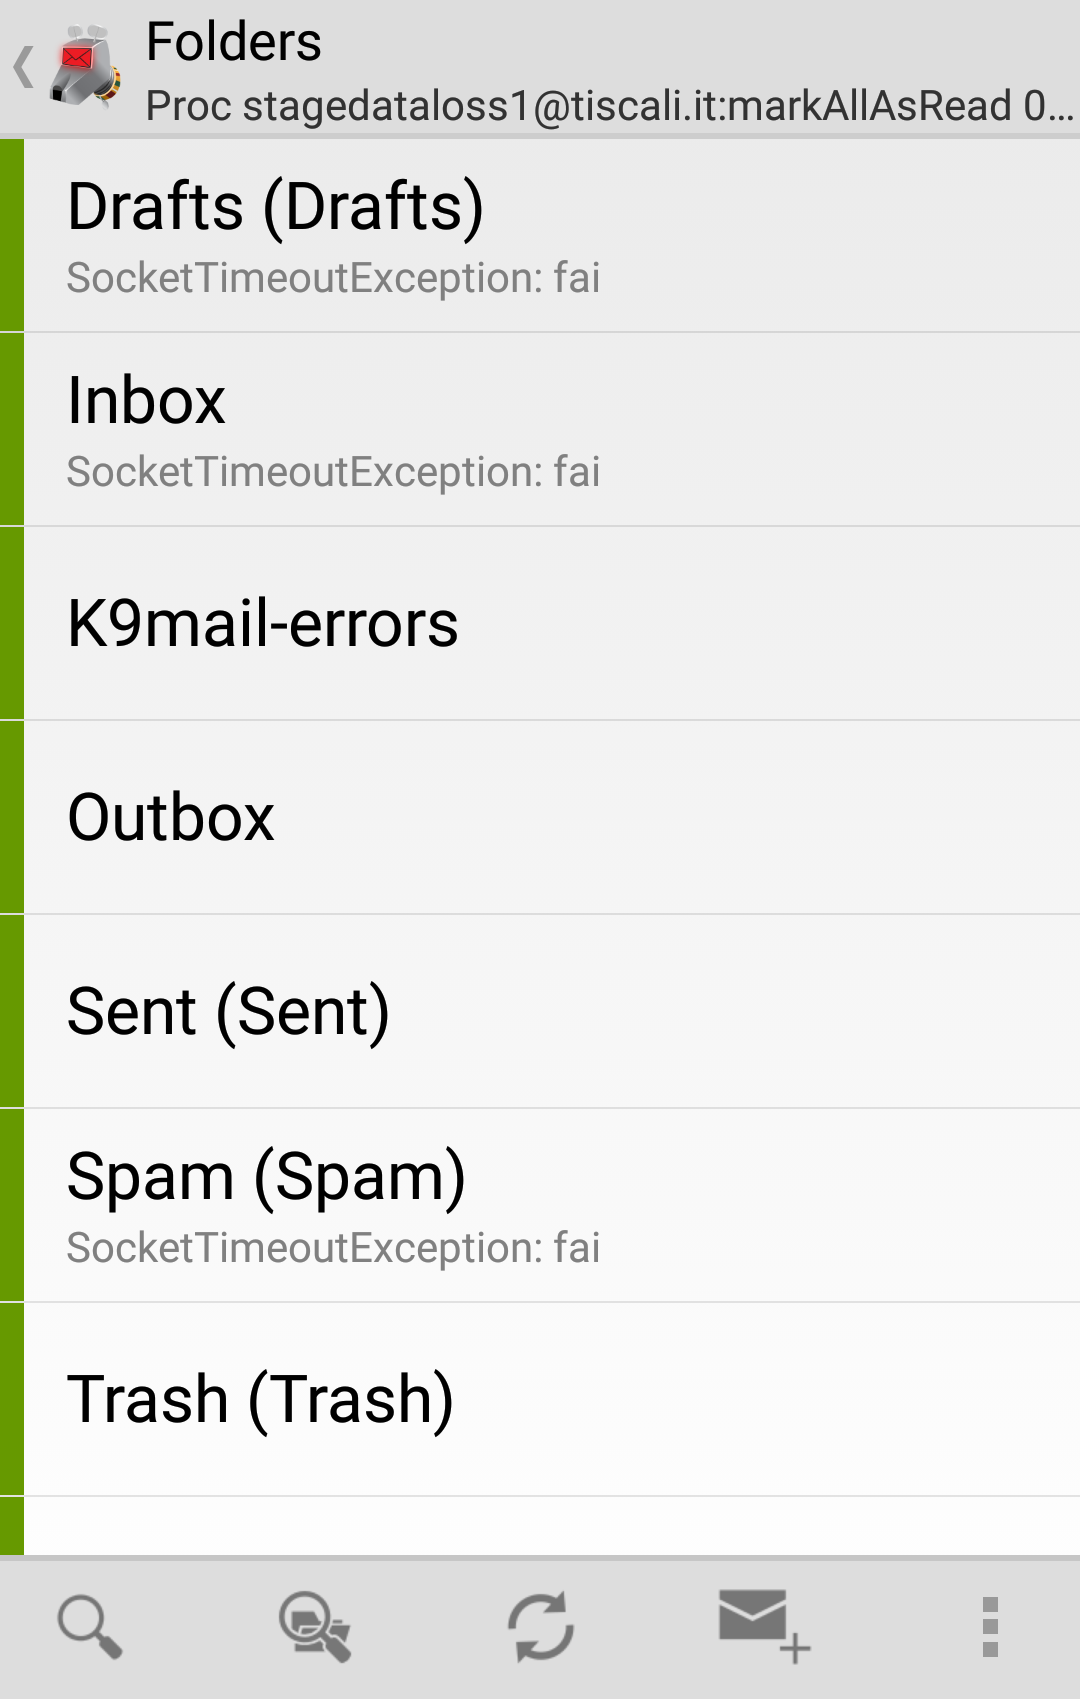 Folders
Proc stagedataloss1@tiscali.it:markAllAsRead 0...
Drafts (Drafts)
SocketTimeoutException: fai
Inbox
SocketTimeoutException: fai
K9mail-errors
Outbox
Sent (Sent)
Spam (Spam)
SocketTimeoutException: fai
Trash (Trash)